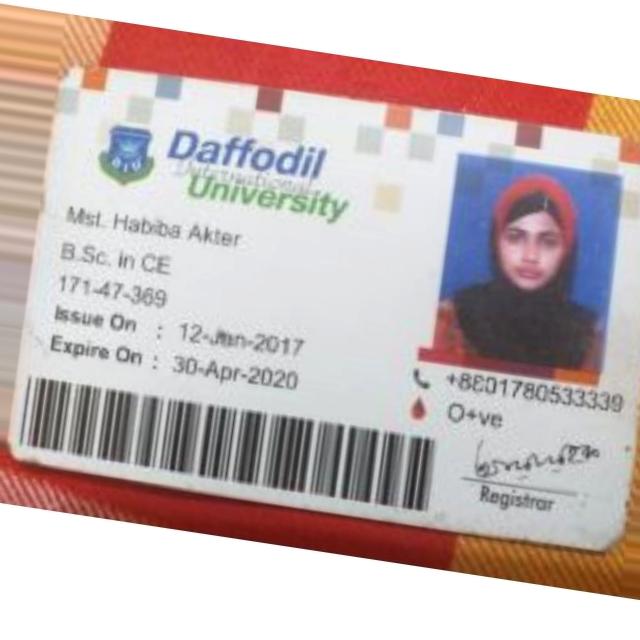 Daffodil
International
University
Mst. Habiba Akter
B.Sc. in CE
171-47-369
Issue On : 12-Jan-2017
Expire On : 30-Apr-2020
+8801780533339
O+ve
Registrar